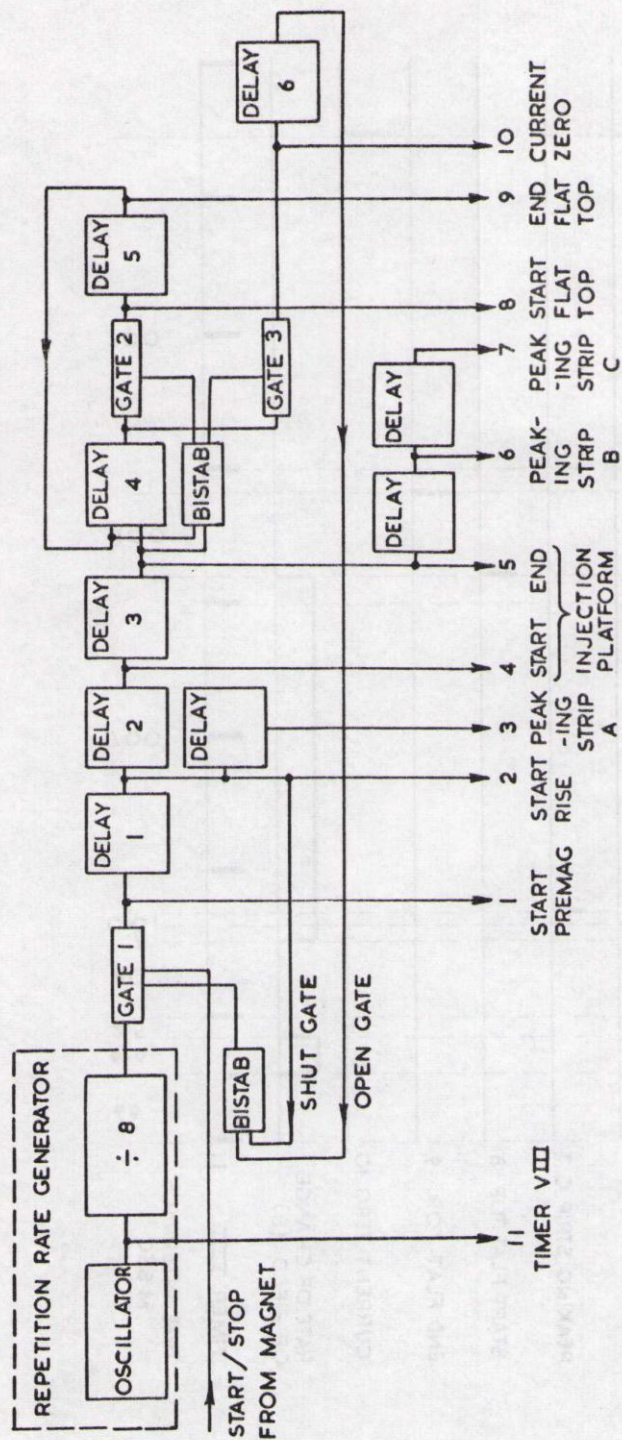 REPETITION RATE GENERATOR
OSCILLATOR
÷ 8
GATE 1
DELAY
1
DELAY
2
DELAY
3
DELAY
4
GATE 2
DELAY
5
DELAY
BISTAB
GATE 3
DELAY
6
BISTAB
DELAY
DELAY
START/STOP
FROM MAGNET
SHUT GATE
OPEN GATE
11
TIMER VIII
1
START
PREMAG
2
START
RISE
3
PEAK
-ING
STRIP
A
4
START
5
END
INJECTION
PLATFORM
6
PEAK-
ING
STRIP
B
7
PEAK
-ING
STRIP
C
8
START
FLAT
TOP
9
END
FLAT
TOP
10
CURRENT
ZERO